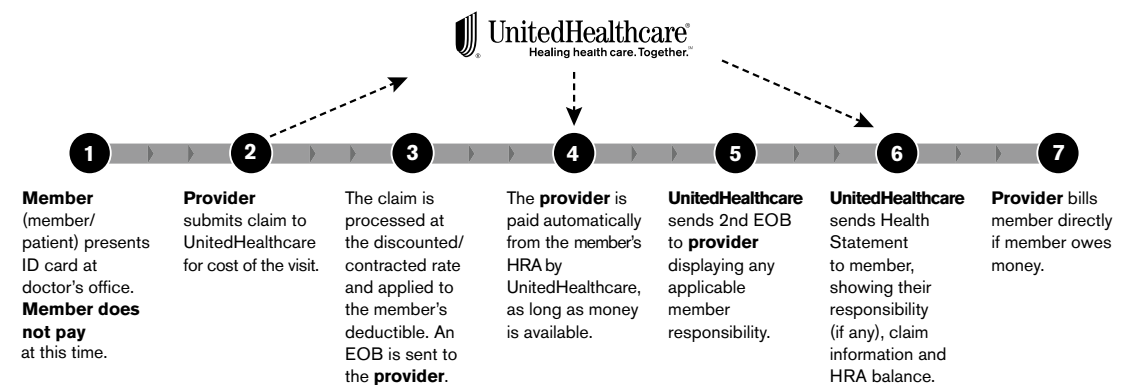 UnitedHealthcare®
Healing health care. Together.℠
1
2
3
4
5
6
7
Member
(member/
patient) presents
ID card at
doctor's office.
Member does
not pay
at this time.
Provider
submits claim to
UnitedHealthcare
for cost of the visit.
The claim is
processed at
the discounted/
contracted rate
and applied to
the member's
deductible. An
EOB is sent to
the provider.
The provider is
paid automatically
from the member's
HRA by
UnitedHealthcare,
as long as money
is available.
UnitedHealthcare
sends 2nd EOB
to provider
displaying any
applicable
member
responsibility.
UnitedHealthcare
sends Health
Statement
to member,
showing their
responsibility
(if any), claim
information and
HRA balance.
Provider bills
member directly
if member owes
money.